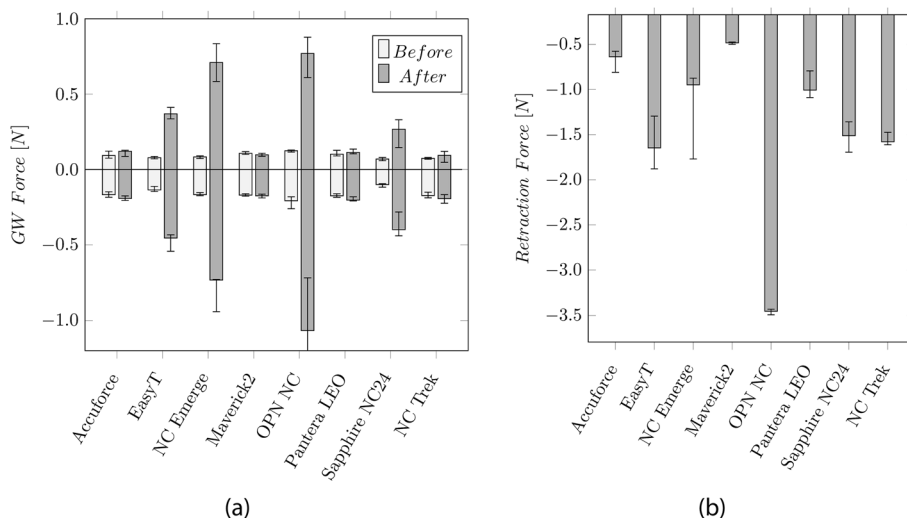 1.0
0.5
0.0
−0.5
−1.0
GW Force [N]
Before
After
Accuforce
EasyT
NC Emerge
Maverick2
OPN NC
Pantera LEO
Sapphire NC24
NC Trek
(a)
−0.5
−1.0
−1.5
−2.0
−2.5
−3.0
−3.5
Retraction Force [N]
Accuforce
EasyT
NC Emerge
Maverick2
OPN NC
Pantera LEO
Sapphire NC24
NC Trek
(b)